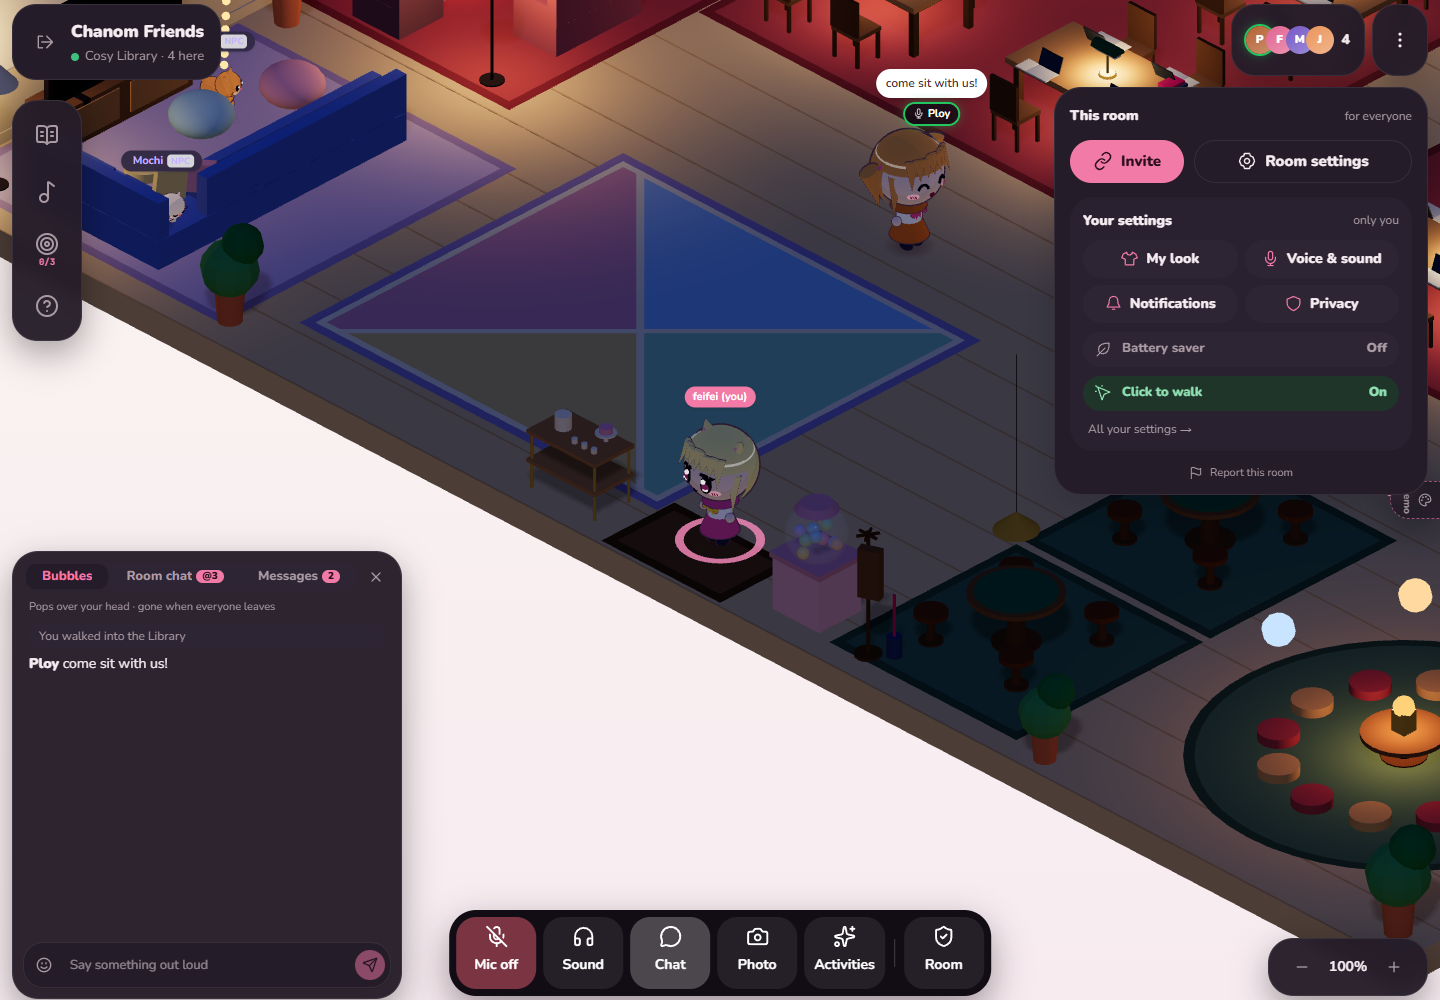 Chanom Friends
Cosy Library · 4 here
NPC
Mochi NPC
0/3
come sit with us!
Ploy
feifei (you)
P F M J 4
This room
for everyone
Invite
Room settings
Your settings
only you
My look
Voice & sound
Notifications
Privacy
Battery saver
Off
Click to walk
On
All your settings →
Report this room
emo
Bubbles
Room chat @3
Messages 2
Pops over your head · gone when everyone leaves
You walked into the Library
Ploy come sit with us!
Say something out loud
Mic off
Sound
Chat
Photo
Activities
Room
100%